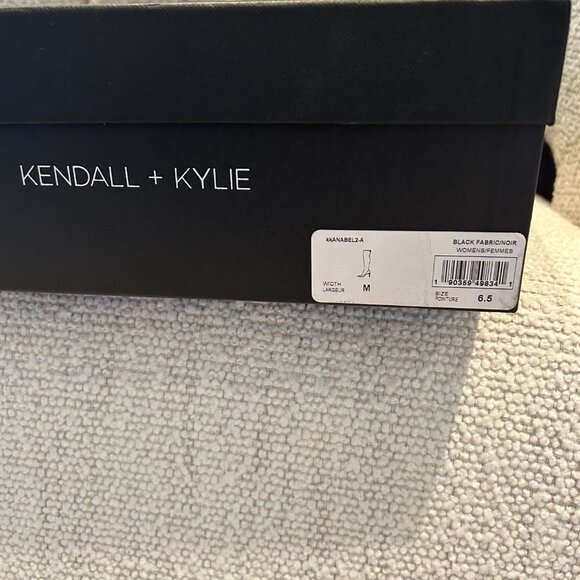 KENDALL + KYLIE
kkANABEL2-A
BLACK FABRIC/NOIR
WOMENS/FEMMES
WIDTH
LARGEUR
M
1 90389 49834 1
SIZE
POINTURE
6.5